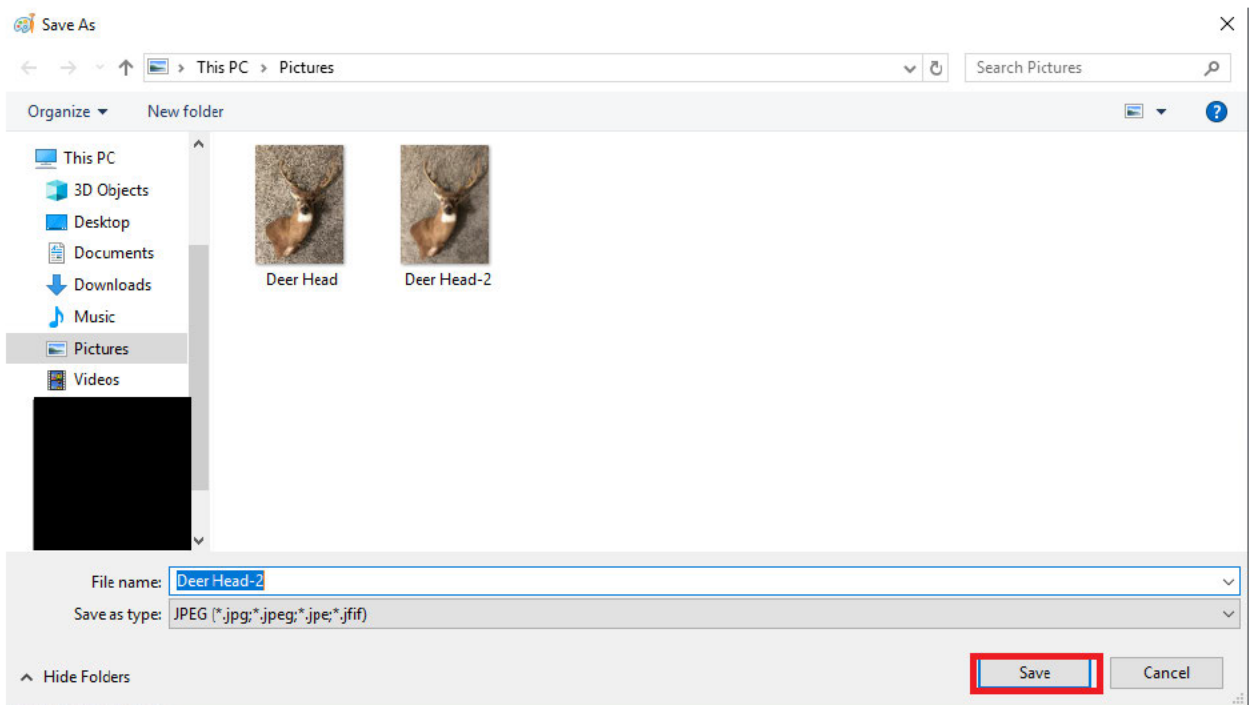 Save As
This PC > Pictures
Search Pictures
Organize
New folder
This PC
3D Objects
Desktop
Documents
Downloads
Music
Pictures
Videos
Deer Head
Deer Head-2
File name: Deer Head-2
Save as type: JPEG (*.jpg;*.jpeg;*.jpe;*.jfif)
Hide Folders
Save
Cancel